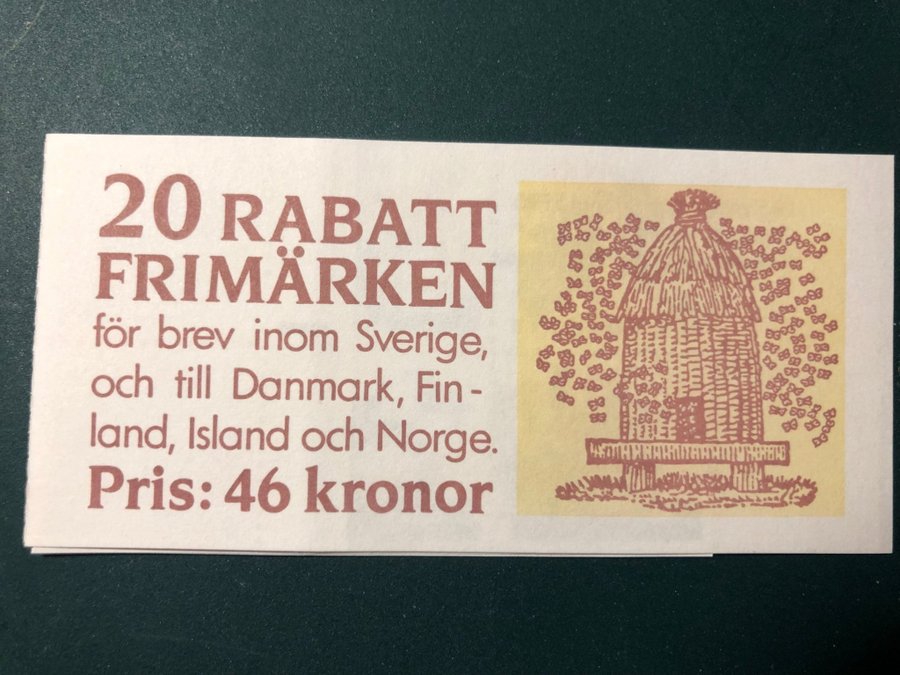 20 RABATT
FRIMÄRKEN
för brev inom Sverige,
och till Danmark, Fin-
land, Island och Norge.
Pris: 46 kronor